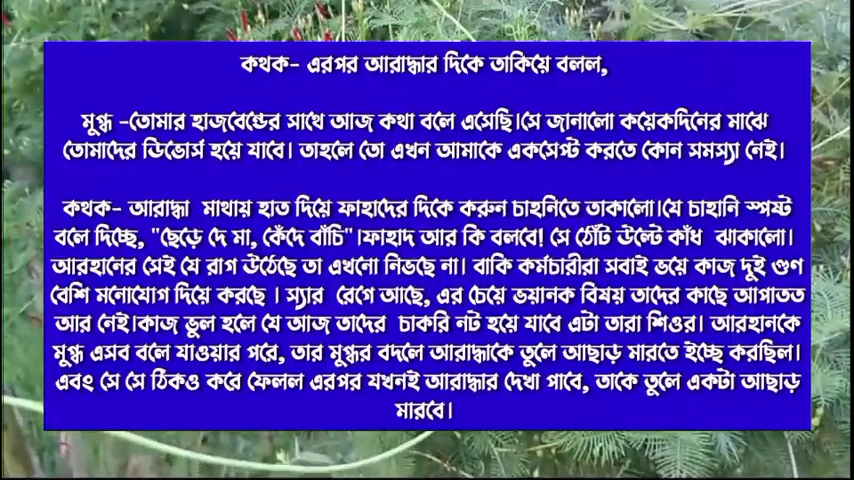 কথক- এরপর আরাদ্ধার দিকে তাকিয়ে বলল,
মুগ্ধ -তোমার হাজবেন্ডের সাথে আজ কথা বলে এসেছি।সে জানালো কয়েকদিনের মাঝে
তোমাদের ডিভোর্স হয়ে যাবে। তাহলে তো এখন আমাকে একসেপ্ট করতে কোন সমস্যা নেই।
কথক- আরাদ্ধা মাথায় হাত দিয়ে ফাহাদের দিকে করুন চাহনিতে তাকালো।যে চাহানি স্পষ্ট
বলে দিচ্ছে, "ছেড়ে দে মা, কেঁদে বাঁচি"।ফাহাদ আর কি বলবে! সে ঠোঁট উল্টে কাঁধ ঝাকালো।
আরহানের সেই যে রাগ উঠেছে তা এখনো নিভছে না। বাকি কর্মচারীরা সবাই ভয়ে কাজ দুই গুণ
বেশি মনোযোগ দিয়ে করছে । স্যার রেগে আছে, এর চেয়ে ভয়ানক বিষয় তাদের কাছে আপাতত
আর নেই।কাজ ভুল হলে যে আজ তাদের চাকরি নট হয়ে যাবে এটা তারা শিওর। আরহানকে
মুগ্ধ এসব বলে যাওয়ার পরে, তার মুগ্ধর বদলে আরাদ্ধাকে তুলে আছাড় মারতে ইচ্ছে করছিল।
এবং সে সে ঠিকও করে ফেলল এরপর যখনই আরাদ্ধার দেখা পাবে, তাকে তুলে একটা আছাড়
মারবে।